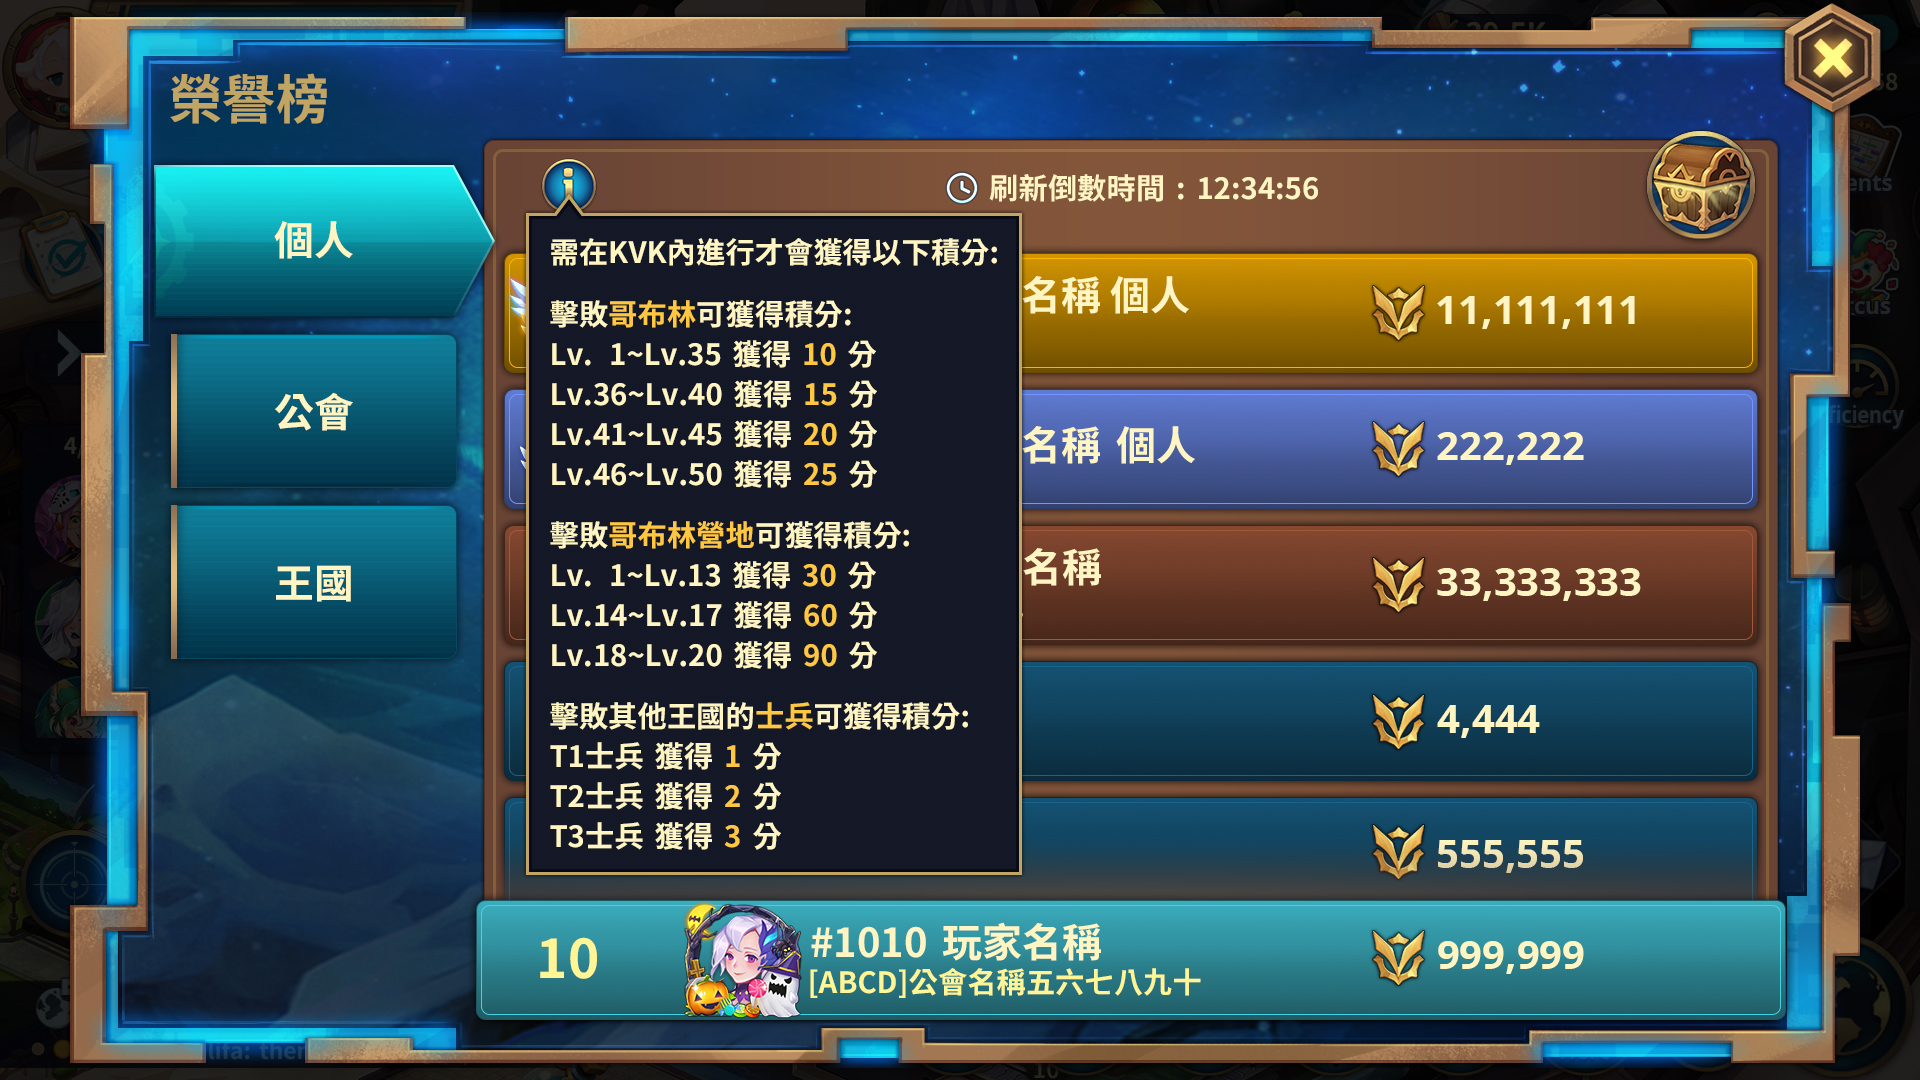 榮譽榜
個人
公會
王國
刷新倒數時間 : 12:34:56
需在KVK內進行才會獲得以下積分:
擊敗哥布林可獲得積分:
Lv. 1~Lv.35 獲得 10 分
Lv.36~Lv.40 獲得 15 分
Lv.41~Lv.45 獲得 20 分
Lv.46~Lv.50 獲得 25 分
擊敗哥布林營地可獲得積分:
Lv. 1~Lv.13 獲得 30 分
Lv.14~Lv.17 獲得 60 分
Lv.18~Lv.20 獲得 90 分
擊敗其他王國的士兵可獲得積分:
T1士兵 獲得 1 分
T2士兵 獲得 2 分
T3士兵 獲得 3 分
名稱 個人
11,111,111
名稱 個人
222,222
名稱
33,333,333
4,444
555,555
10
#1010 玩家名稱
[ABCD]公會名稱五六七八九十
999,999